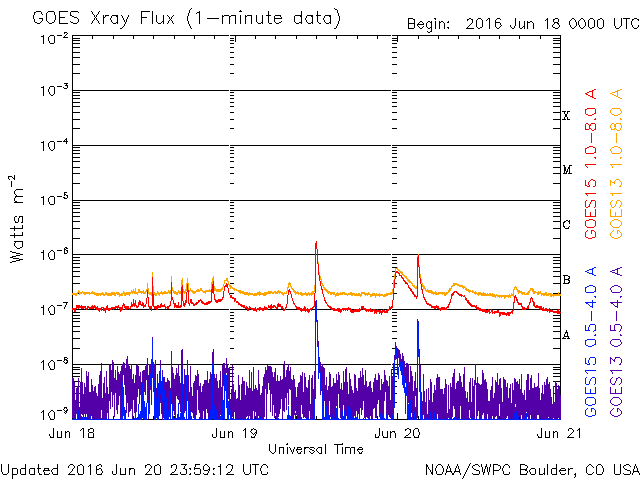 GOES Xray Flux (1-minute data)
Begin: 2016 Jun 18 0000 UTC
10-2
10-3
10-4
10-5
10-6
10-7
10-8
10-9
Watts m-2
X
M
C
B
A
GOES15 1.0-8.0 A
GOES13 1.0-8.0 A
GOES15 0.5-4.0 A
GOES13 0.5-4.0 A
Jun 18 Jun 19 Jun 20 Jun 21
Universal Time
Updated 2016 Jun 20 23:59:12 UTC
NOAA/SWPC Boulder, CO USA